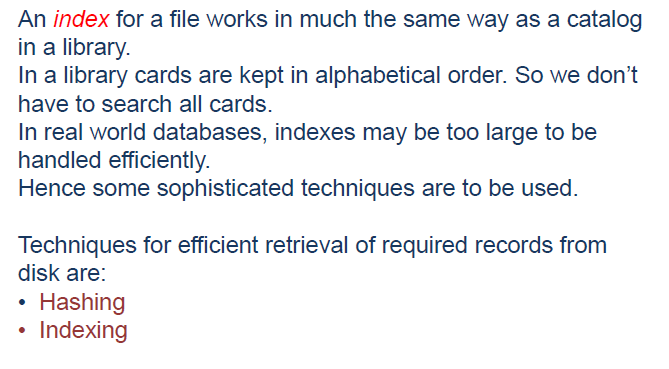 An index for a file works in much the same way as a catalog
in a library.
In a library cards are kept in alphabetical order. So we don’t
have to search all cards.
In real world databases, indexes may be too large to be
handled efficiently.
Hence some sophisticated techniques are to be used.
Techniques for efficient retrieval of required records from
disk are:
• Hashing
• Indexing